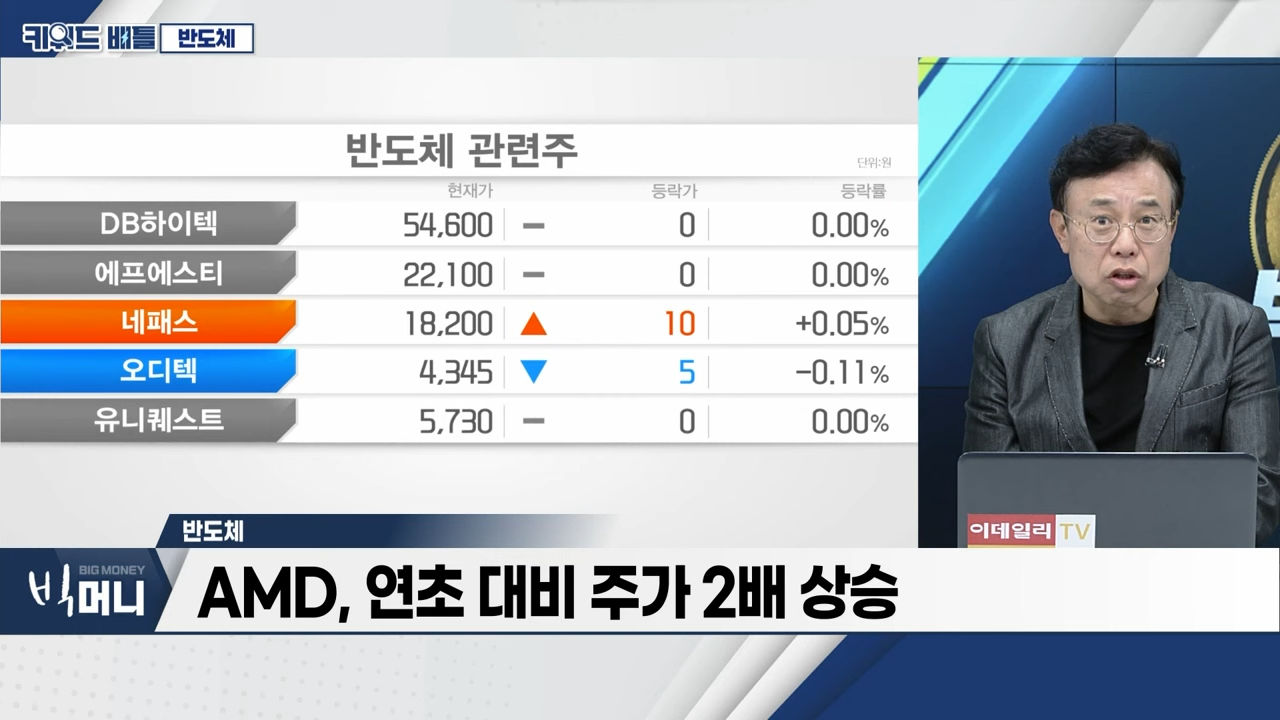 키워드 배틀 반도체
반도체 관련주
단위:원
현재가 등락가 등락률
DB하이텍 54,600 – 0 0.00%
에프에스티 22,100 – 0 0.00%
네패스 18,200 ▲ 10 +0.05%
오디텍 4,345 ▼ 5 -0.11%
유니퀘스트 5,730 – 0 0.00%
이데일리 TV
반도체
BIG MONEY
빅머니
AMD, 연초 대비 주가 2배 상승